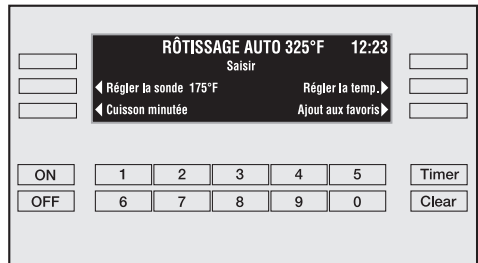 RÔTISSAGE AUTO 325°F 12:23
Saisir
Régler la sonde 175°F Régler la temp.
Cuisson minutée Ajout aux favoris
ON 1 2 3 4 5 Timer
OFF 6 7 8 9 0 Clear